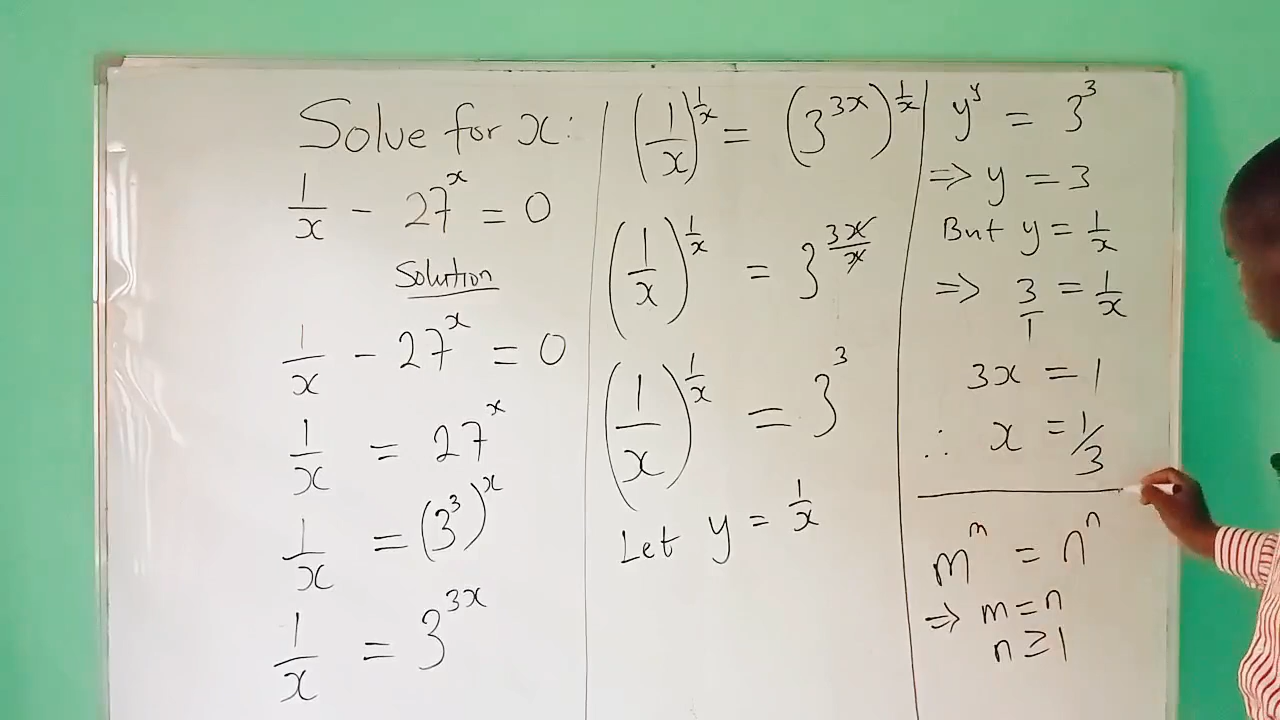 Solve for x:
1/x - 27^x = 0
Solution
1/x - 27^x = 0
1/x = 27^x
1/x = (3^3)^x
1/x = 3^(3x)
(1/x)^(1/x) = (3^(3x))^(1/x)
(1/x)^(1/x) = 3^(3x/x)
(1/x)^(1/x) = 3^3
Let y = 1/x
y^y = 3^3
⇒ y = 3
But y = 1/x
⇒ 3/1 = 1/x
3x = 1
∴ x = 1/3
m^m = n^n
⇒ m = n
n ≥ 1